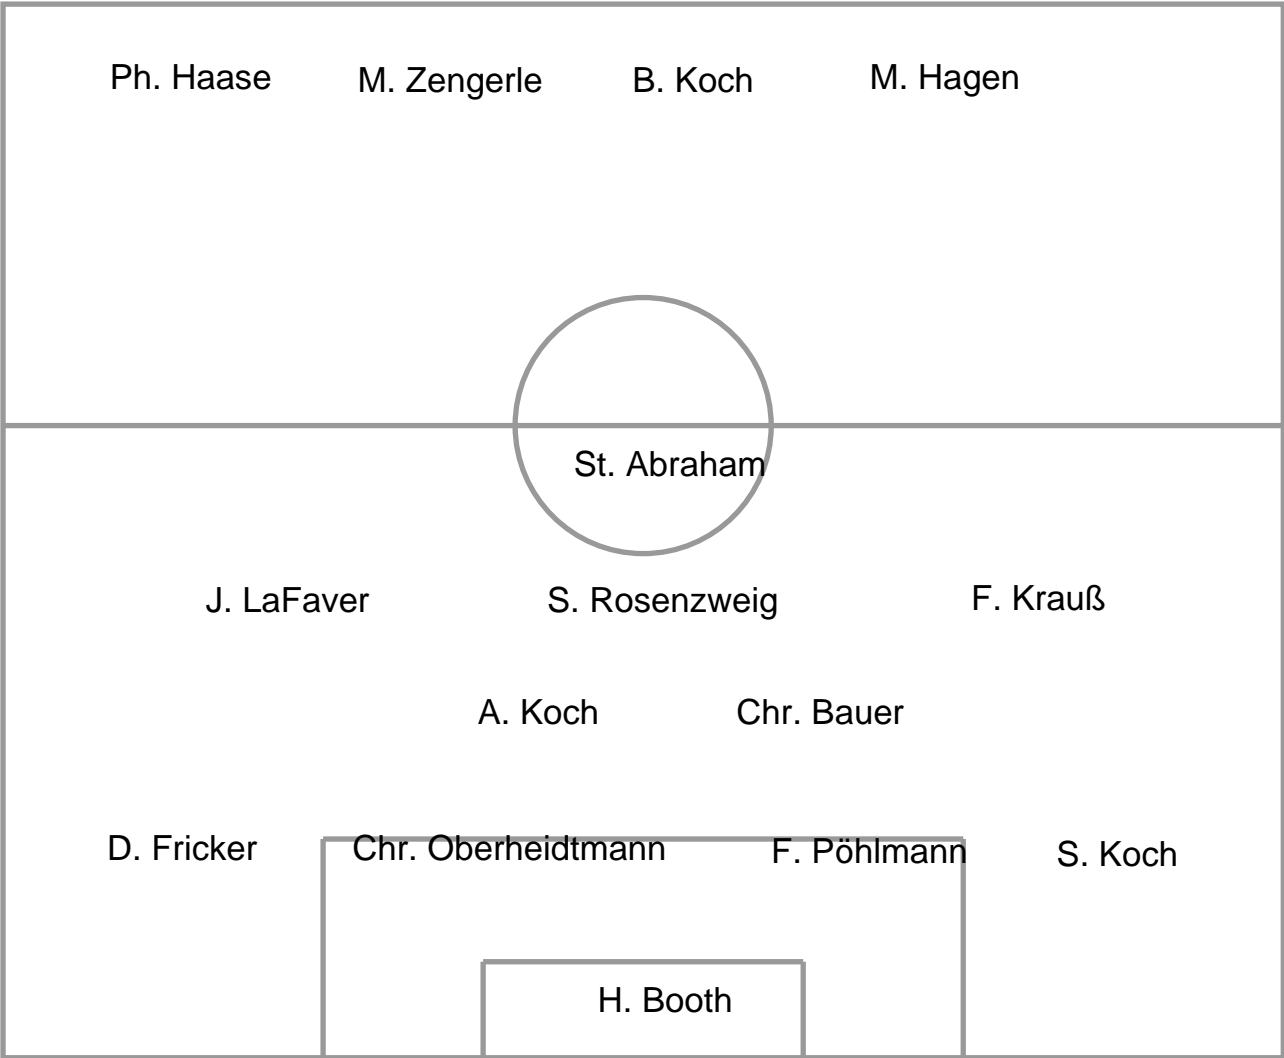 Ph. Haase M. Zengerle B. Koch M. Hagen
St. Abraham
J. LaFaver S. Rosenzweig F. Krauß
A. Koch Chr. Bauer
D. Fricker Chr. Oberheidtmann F. Pöhlmann S. Koch
H. Booth